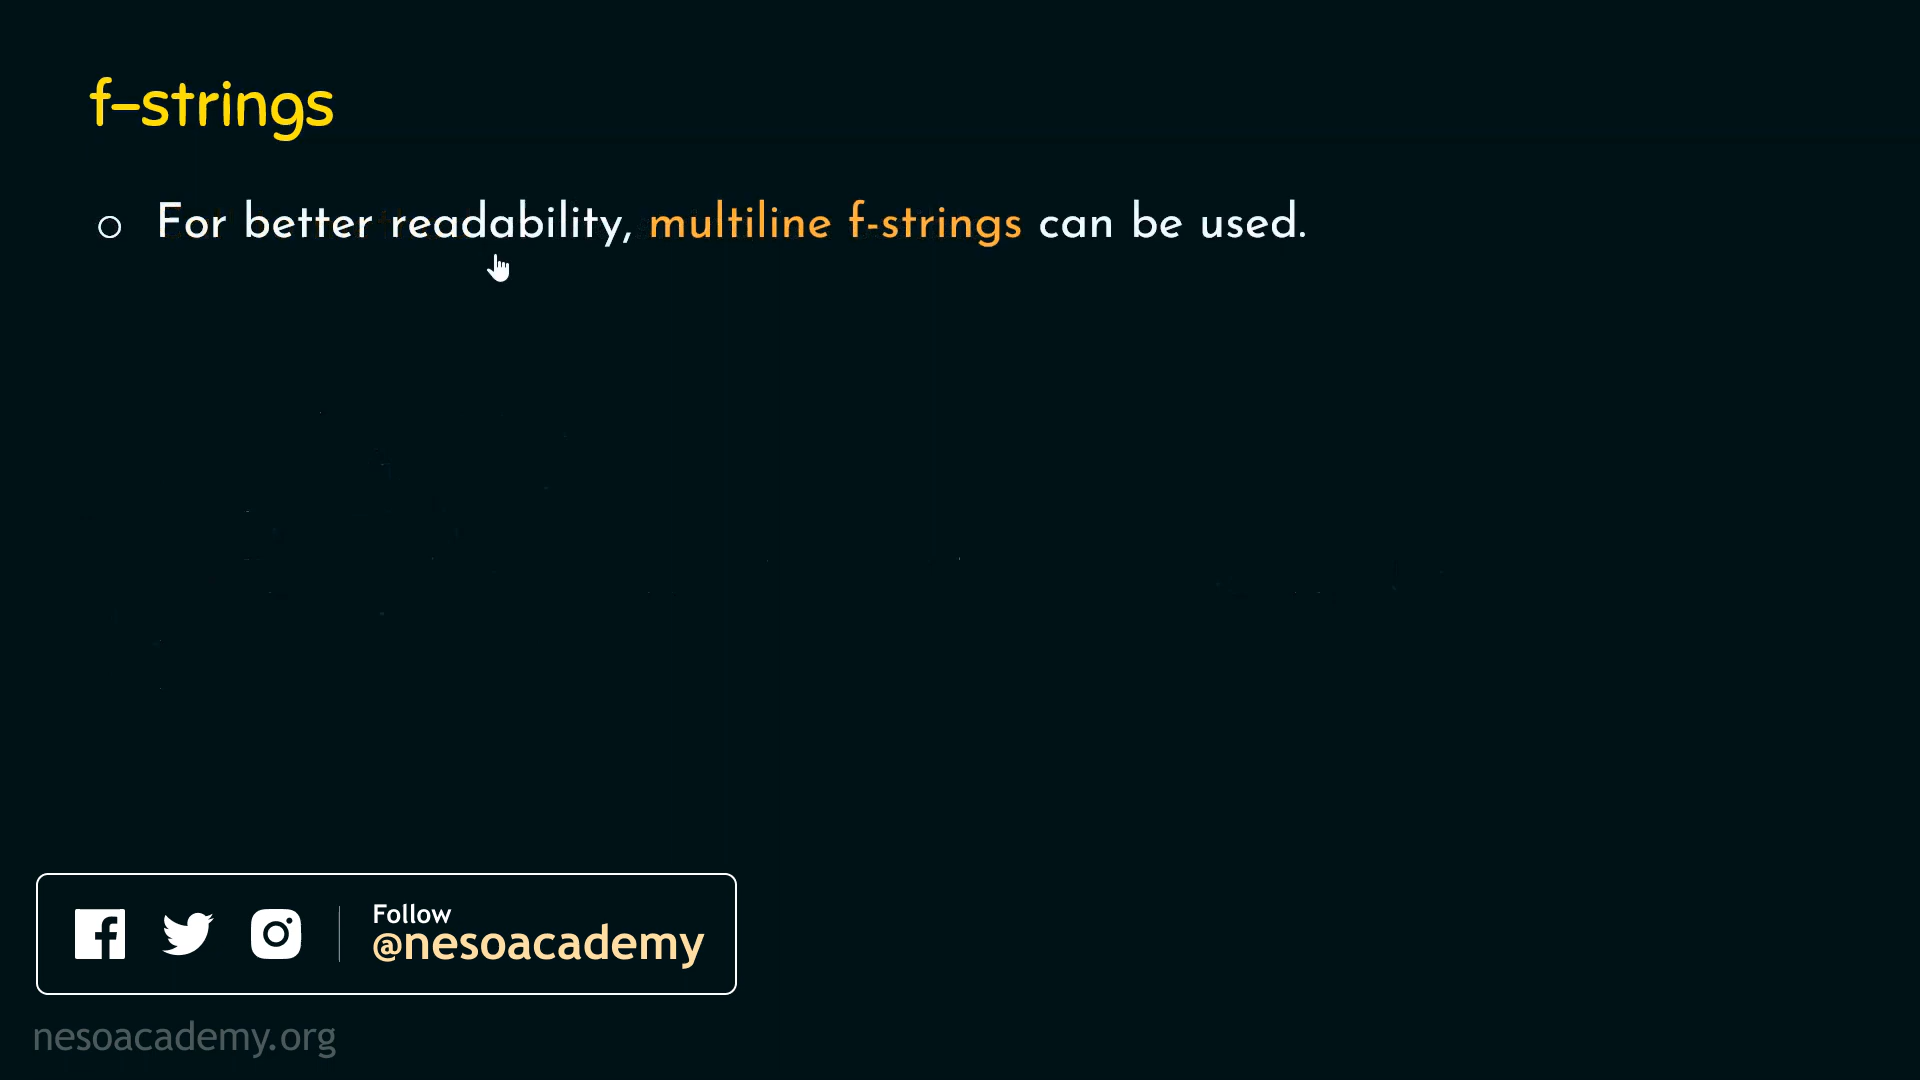 f-strings
○ For better readability, multiline f-strings can be used.
Follow
@nesoacademy
nesoacademy.org